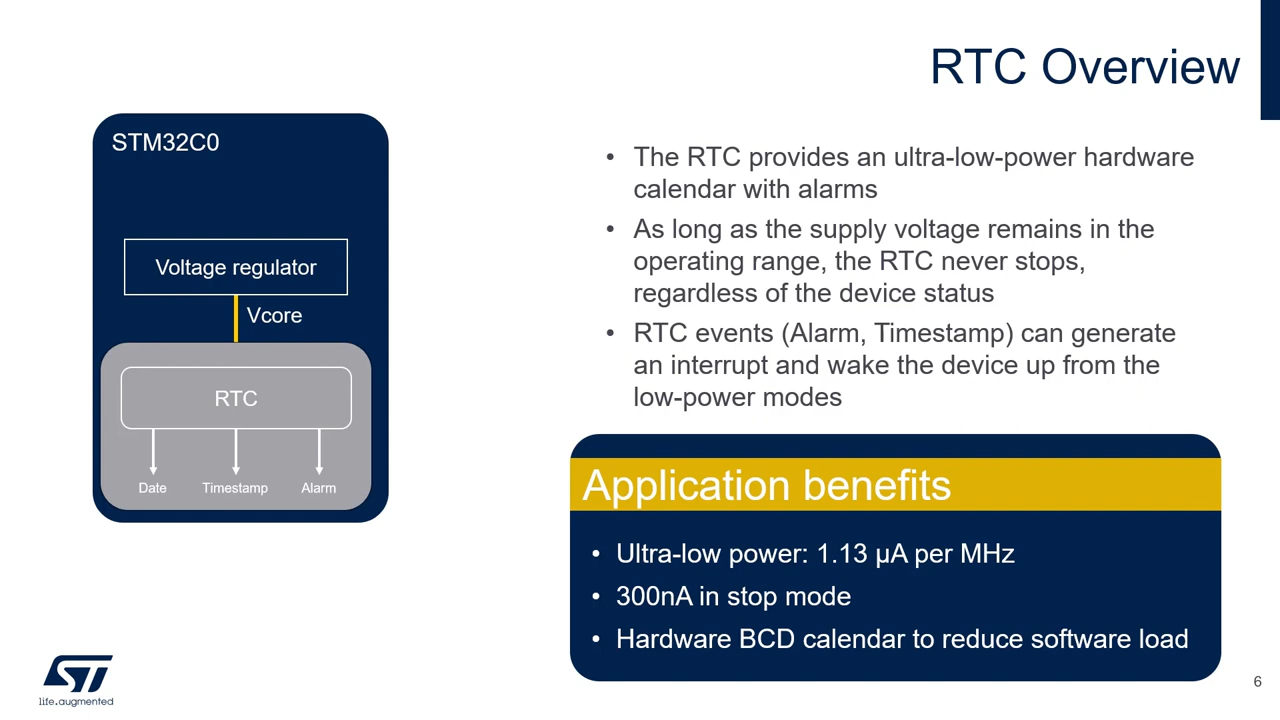 RTC Overview
STM32C0
Voltage regulator
Vcore
RTC
Date Timestamp Alarm
• The RTC provides an ultra-low-power hardware
calendar with alarms
• As long as the supply voltage remains in the
operating range, the RTC never stops,
regardless of the device status
• RTC events (Alarm, Timestamp) can generate
an interrupt and wake the device up from the
low-power modes
Application benefits
• Ultra-low power: 1.13 µA per MHz
• 300nA in stop mode
• Hardware BCD calendar to reduce software load
ST
life.augmented
6